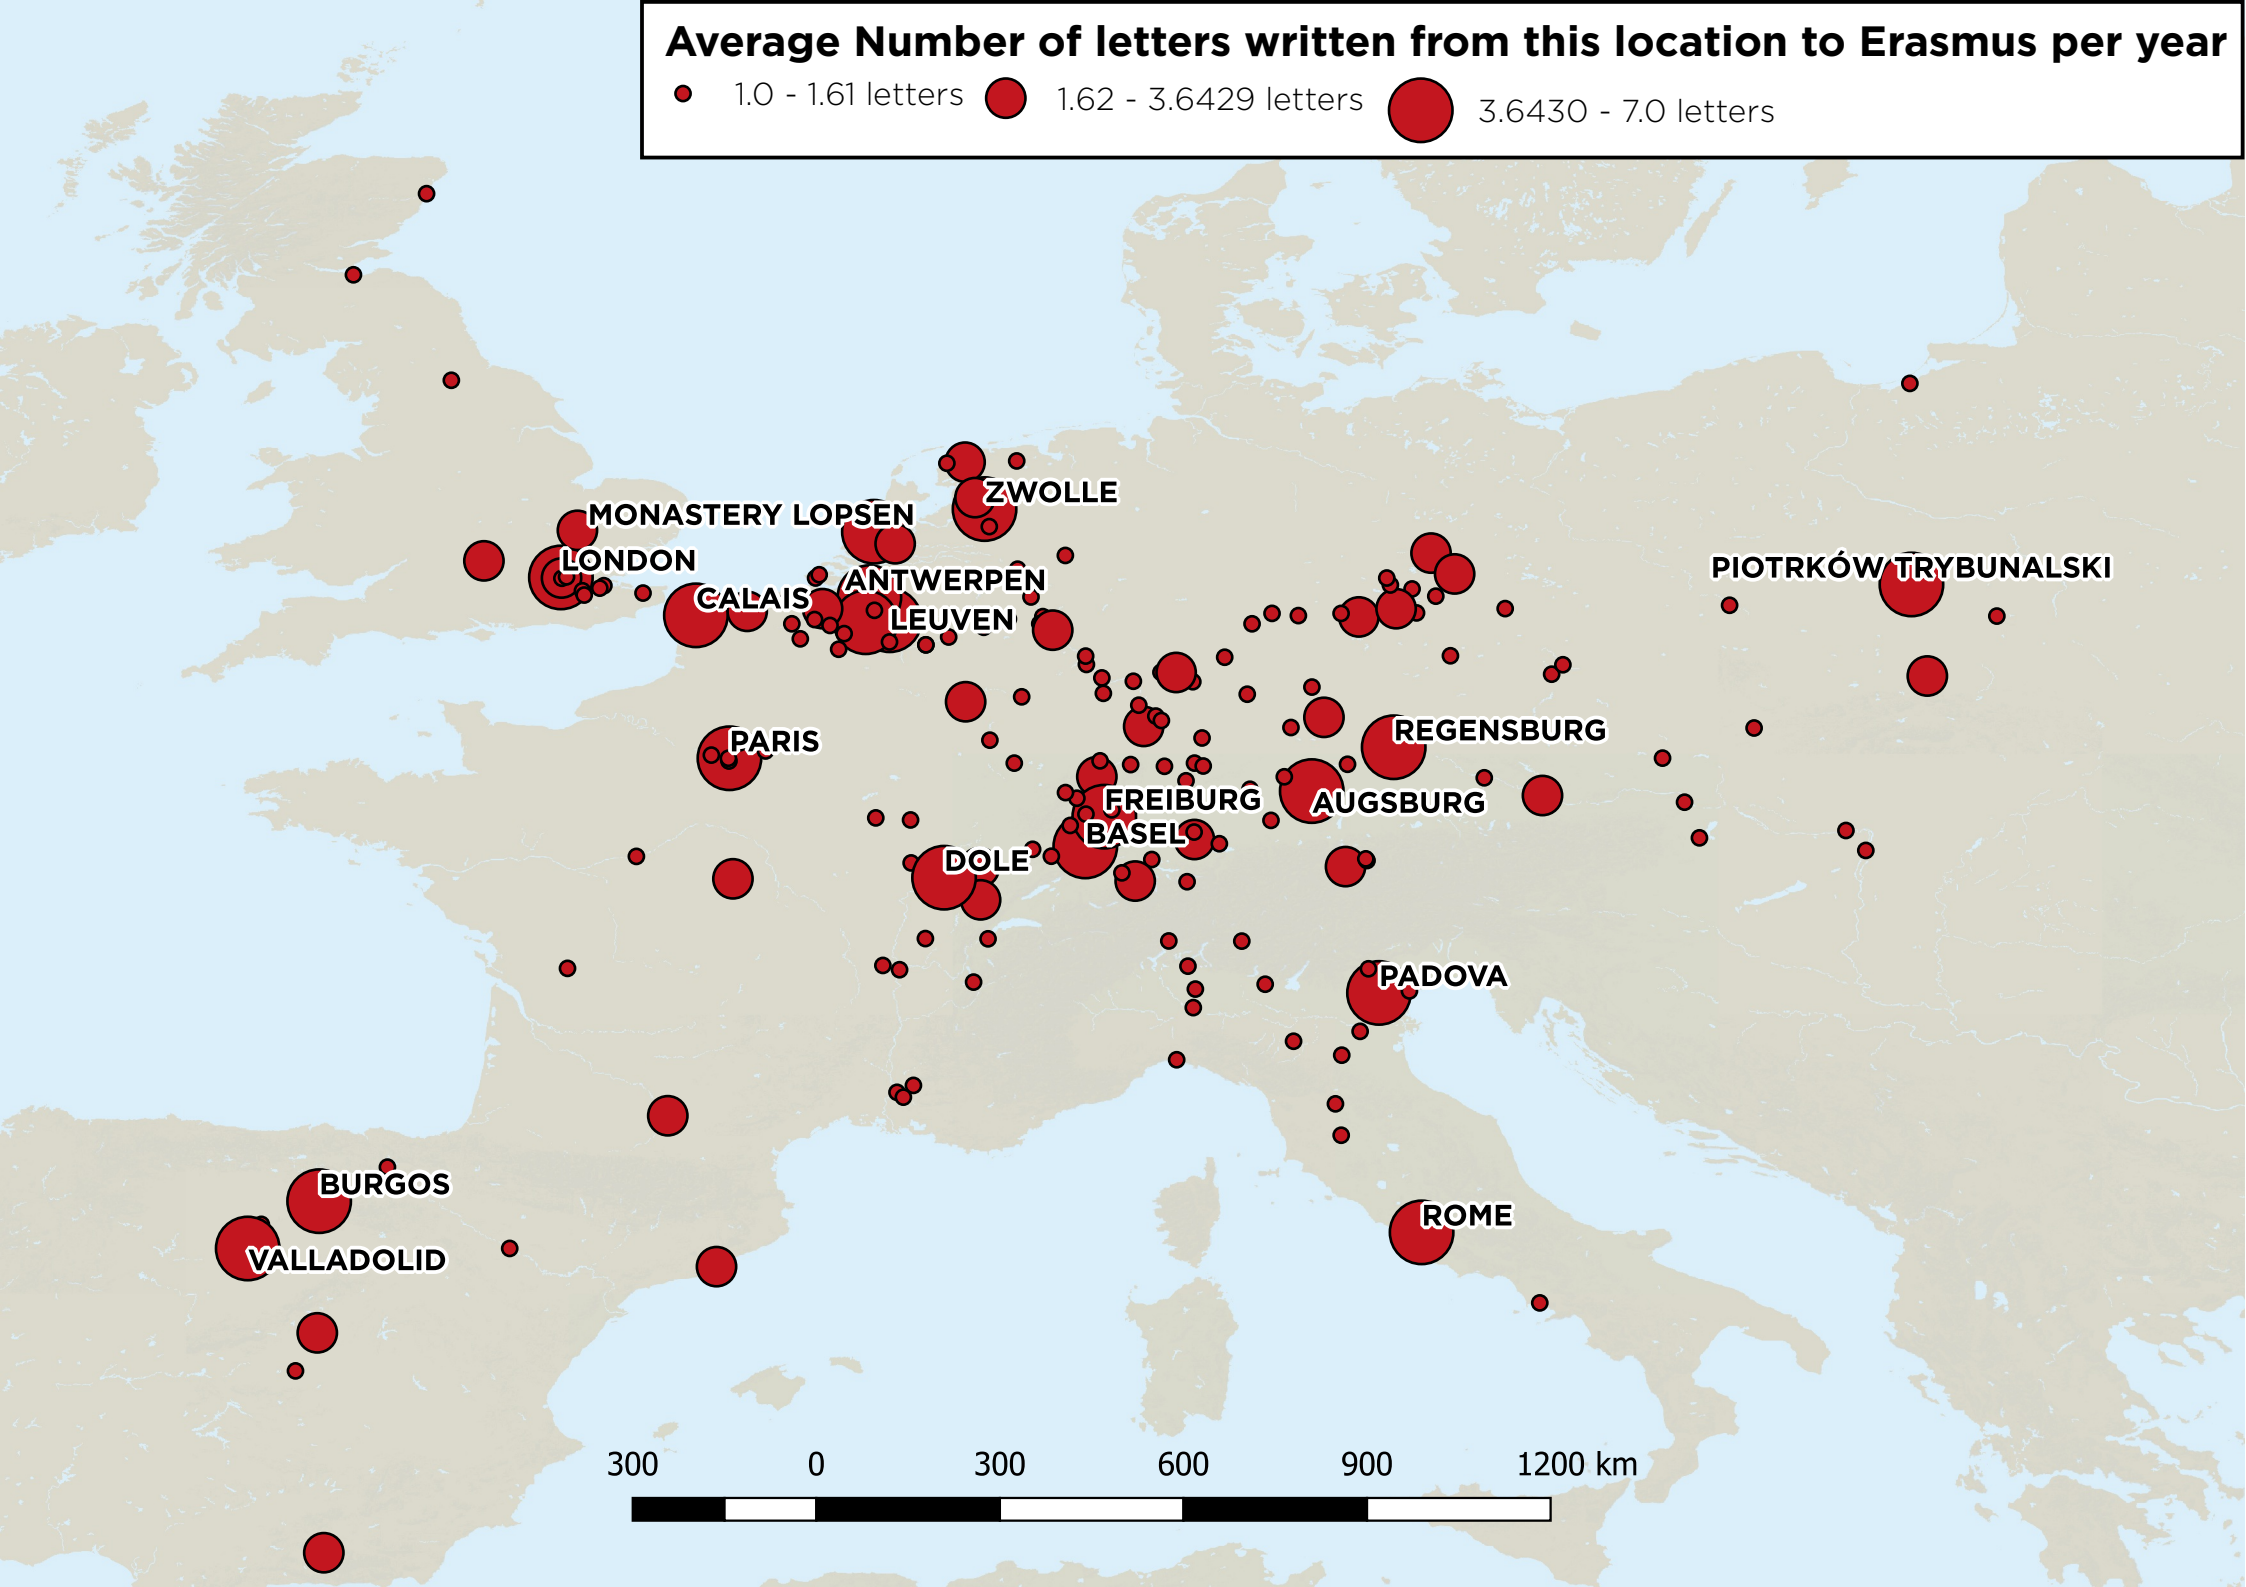 Average Number of letters written from this location to Erasmus per year
1.0 - 1.61 letters 1.62 - 3.6429 letters 3.6430 - 7.0 letters
ZWOLLE
MONASTERY LOPSEN
LONDON
PIOTRKÓW TRYBUNALSKI
ANTWERPEN
CALAIS
LEUVEN
REGENSBURG
PARIS
FREIBURG
AUGSBURG
BASEL
DOLE
PADOVA
BURGOS
ROME
VALLADOLID
300 0 300 600 900 1200 km